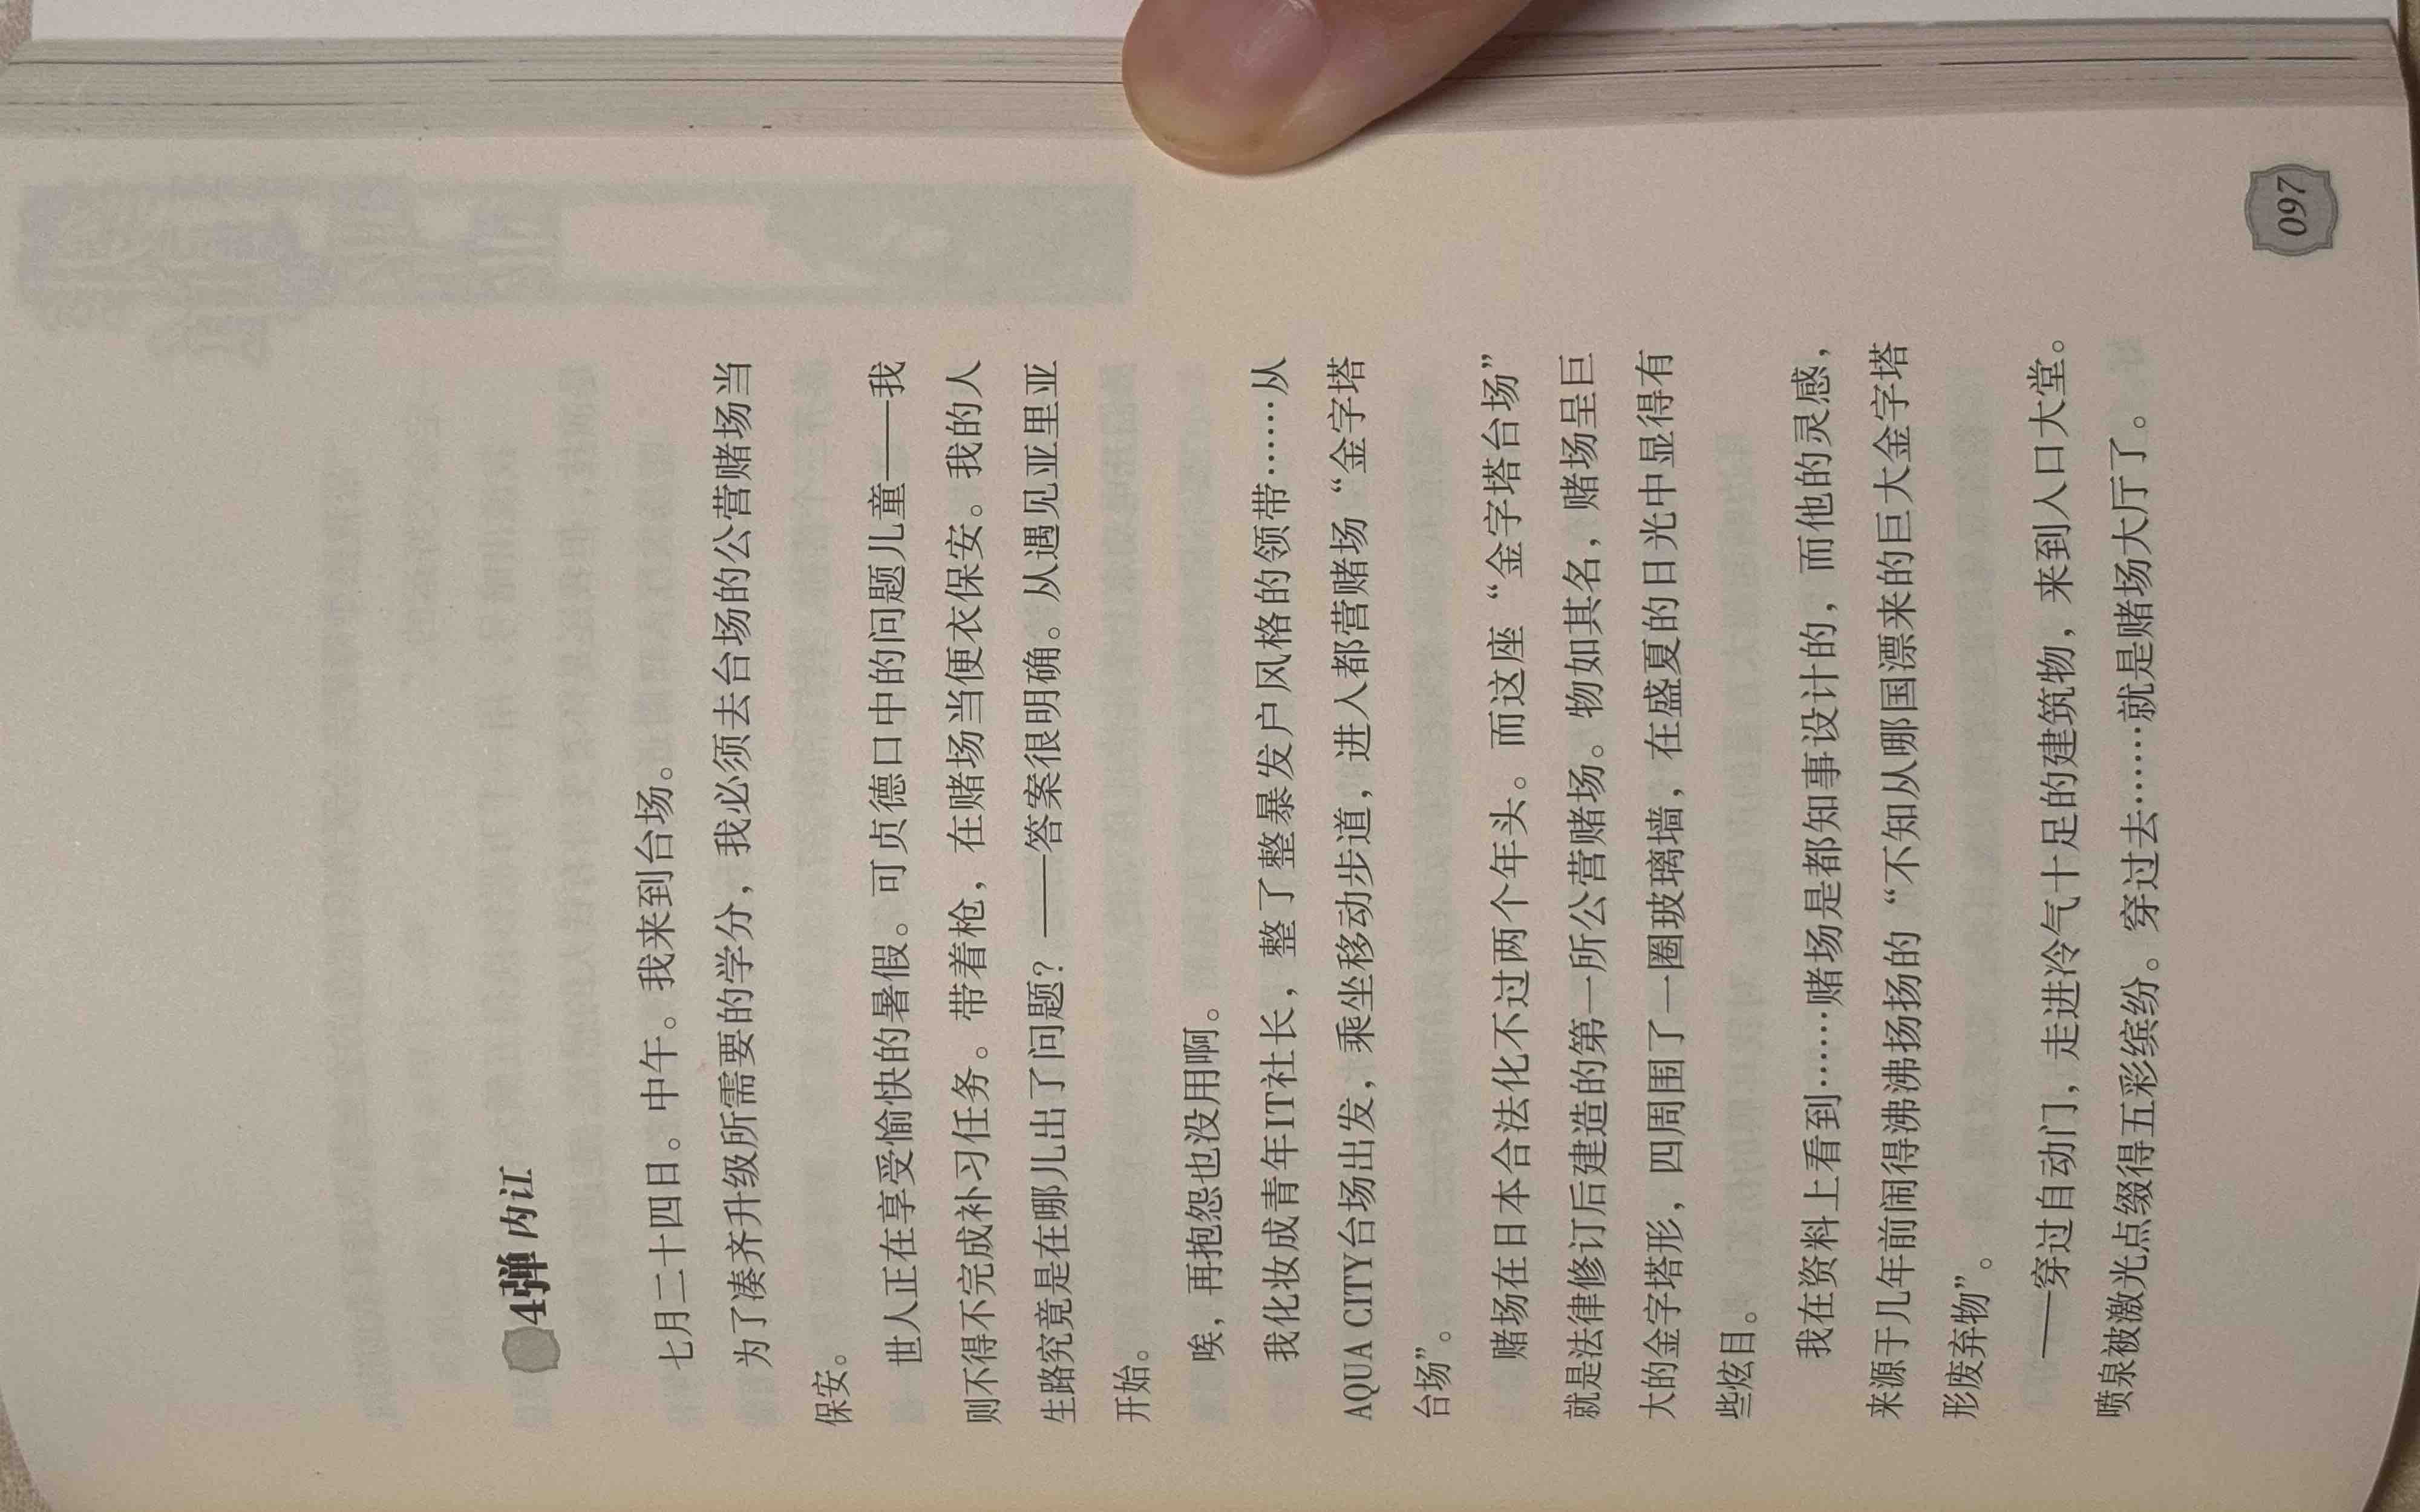 4弹 内讧
七月二十四日。中午。我来到台场。
为了凑齐升级所需要的学分，我必须去台场的公营赌场当
保安。
世人正在享受愉快的暑假。可贞德口中的问题儿童——我
则不得不完成补习任务。带着枪，在赌场当便衣保安。我的人
生路究竟是在哪儿出了问题？——答案很明确。从遇见亚里亚
开始。
唉，再抱怨也没用啊。
我化妆成青年IT社长，整了整暴发户风格的领带……从
AQUA CITY台场出发，乘坐移动步道，进入都营赌场“金字塔
台场”。
赌场在日本合法化不过两个年头。而这座“金字塔台场”
就是法律修订后建造的第一所公营赌场。物如其名，赌场呈巨
大的金字塔形，四周围了一圈玻璃墙，在盛夏的日光中显得有
些炫目。
我在资料上看到……赌场是都知事设计的，而他的灵感，
来源于几年前闹得沸沸扬扬的“不知从哪国漂来的巨大金字塔
形废弃物”。
——穿过自动门，走进冷气十足的建筑物，来到入口大堂。
喷泉被激光点缀得五彩缤纷。穿过去……就是赌场大厅了。
097